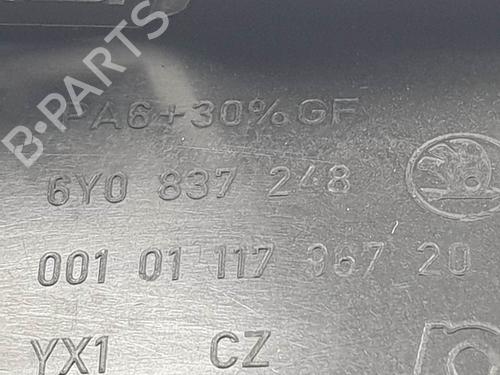 B-PARTS
PA6+30%GF
6Y0 837 248
001 01 117 967 20
YX1 CZ